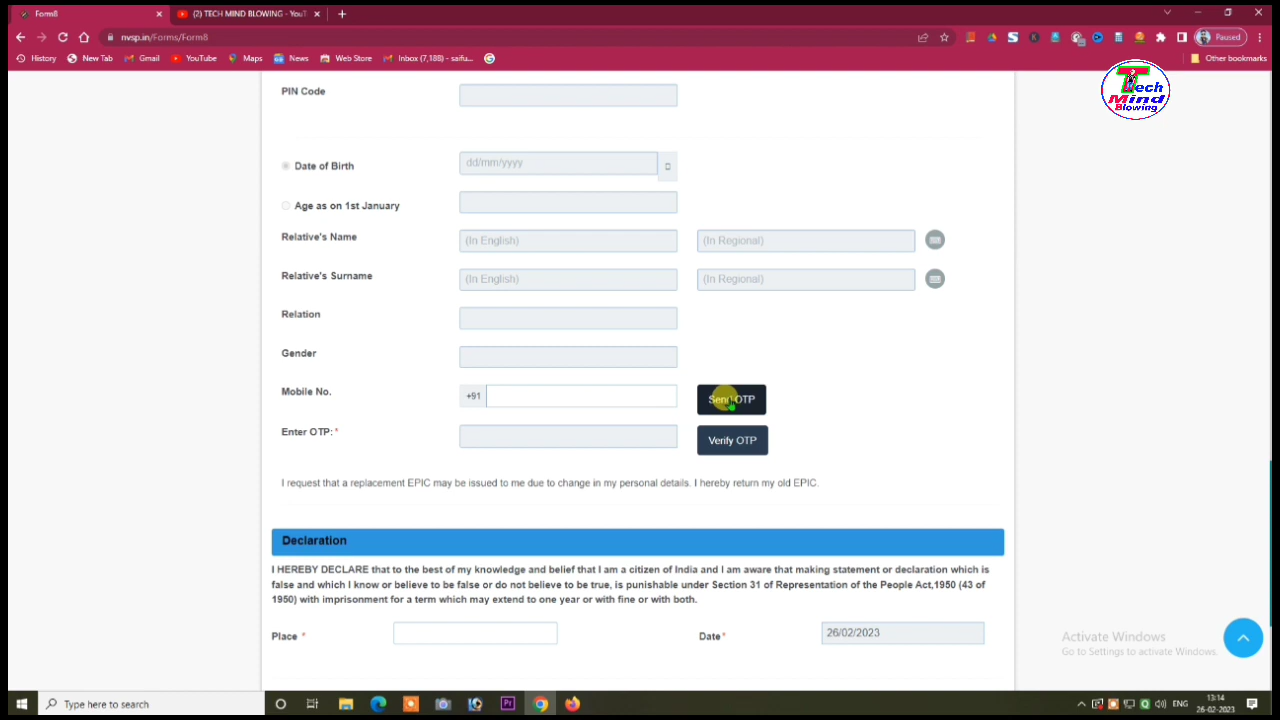 Form8
(2) TECH MIND BLOWING - YouT
nvsp.in/Forms/Form8
Paused
History
New Tab
Gmail
YouTube
Maps
News
Web Store
Inbox (7,188) - saifu...
Other bookmarks
Tech
Mind
Blowing
PIN Code
Date of Birth
dd/mm/yyyy
Age as on 1st January
Relative's Name
(In English)
(In Regional)
Relative's Surname
(In English)
(In Regional)
Relation
Gender
Mobile No.
+91
Send OTP
Enter OTP:*
Verify OTP
I request that a replacement EPIC may be issued to me due to change in my personal details. I hereby return my old EPIC.
Declaration
I HEREBY DECLARE that to the best of my knowledge and belief that I am a citizen of India and I am aware that making statement or declaration which is
false and which I know or believe to be false or do not believe to be true, is punishable under Section 31 of Representation of the People Act,1950 (43 of
1950) with imprisonment for a term which may extend to one year or with fine or with both.
Place *
Date*
26/02/2023
Activate Windows
Go to Settings to activate Windows.
Type here to search
ENG
13:14
26-02-2023